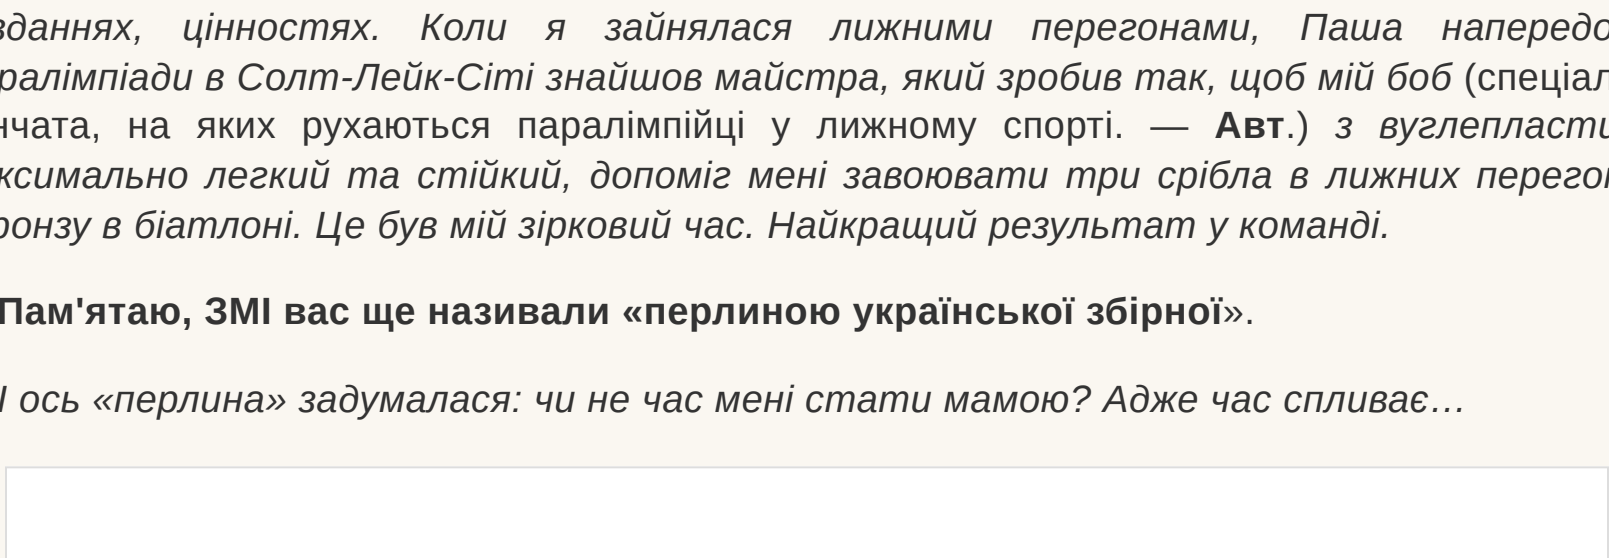 вданнях, цінностях. Коли я зайнялася лижними перегонами, Паша напередо
ралімпіади в Солт-Лейк-Сіті знайшов майстра, який зробив так, щоб мій боб (спеціал
нчата, на яких рухаються паралімпійці у лижному спорті. — Авт.) з вуглепласти
ксимально легкий та стійкий, допоміг мені завоювати три срібла в лижних перегон
ронзу в біатлоні. Це був мій зірковий час. Найкращий результат у команді.
Пам'ятаю, ЗМІ вас ще називали «перлиною української збірної».
І ось «перлина» задумалася: чи не час мені стати мамою? Адже час спливає…